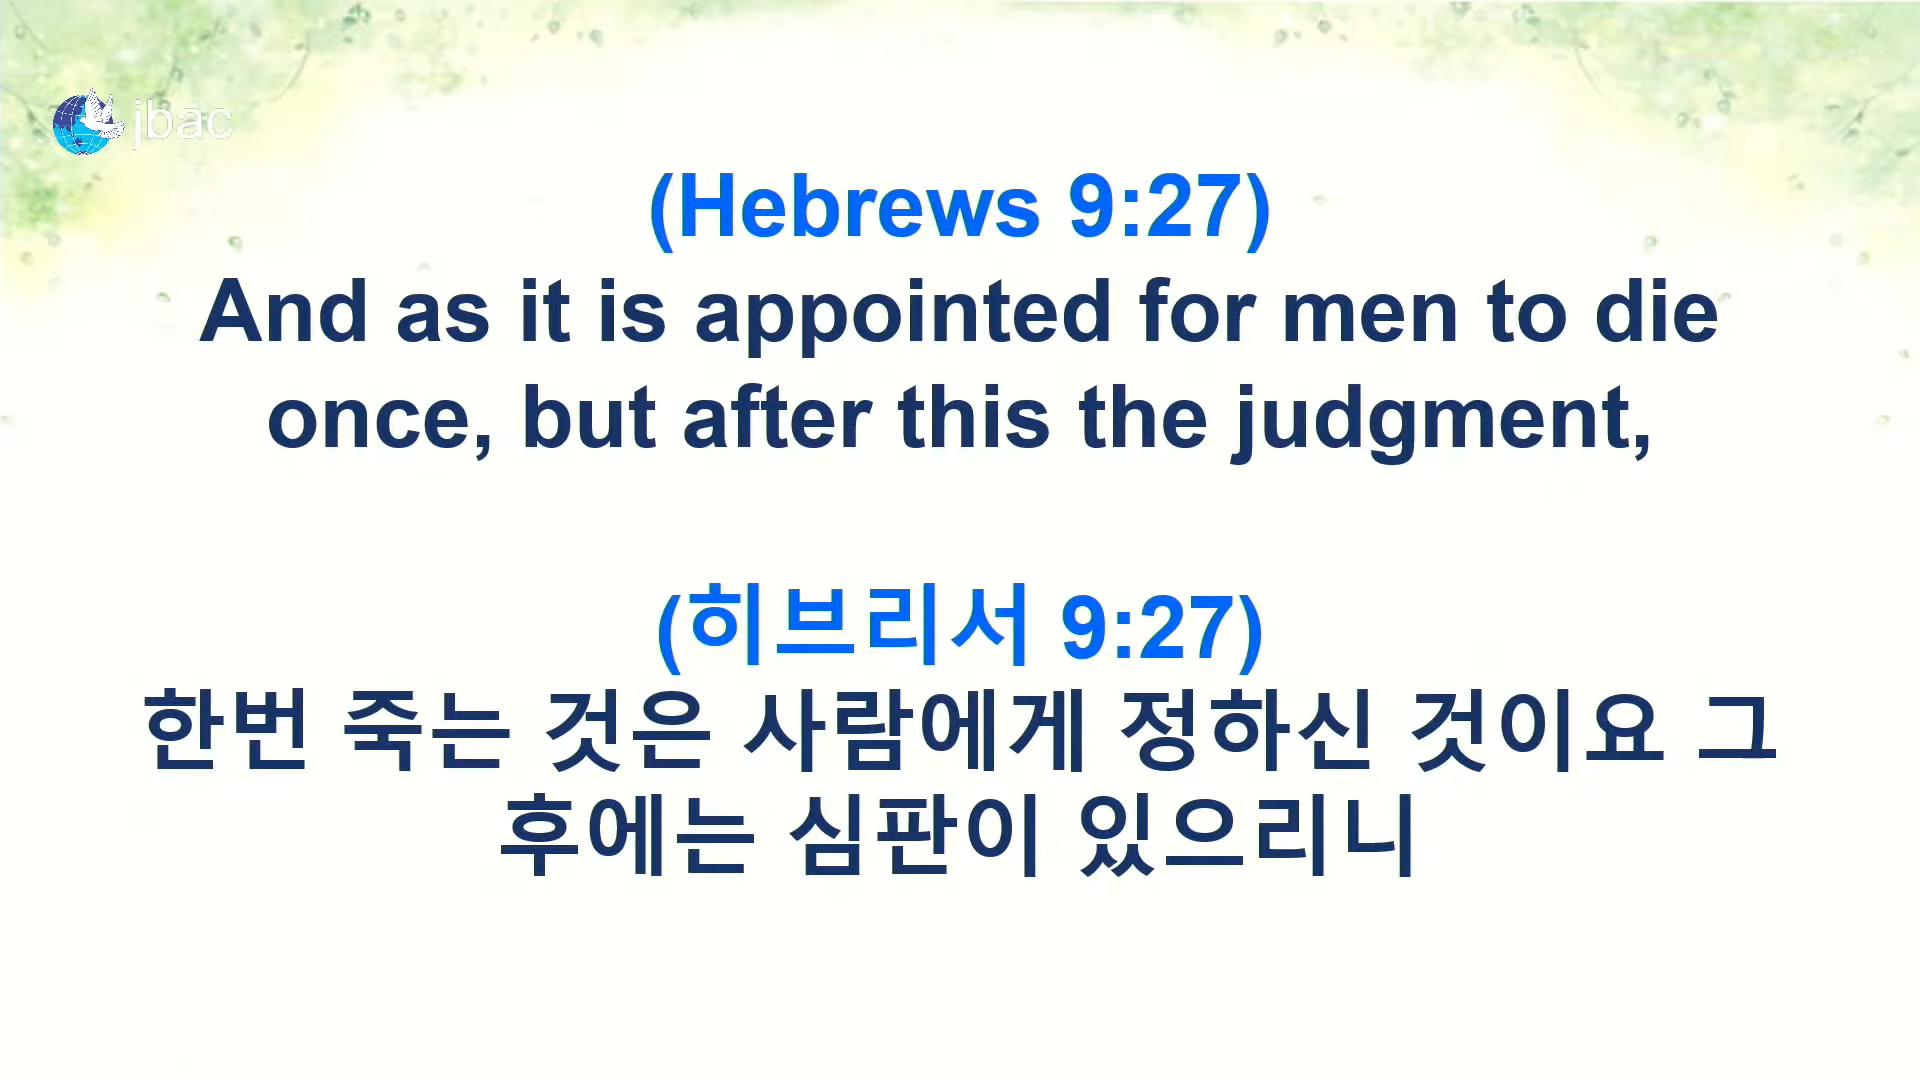 jbac
(Hebrews 9:27)
And as it is appointed for men to die
once, but after this the judgment,
(히브리서 9:27)
한번 죽는 것은 사람에게 정하신 것이요 그
후에는 심판이 있으리니